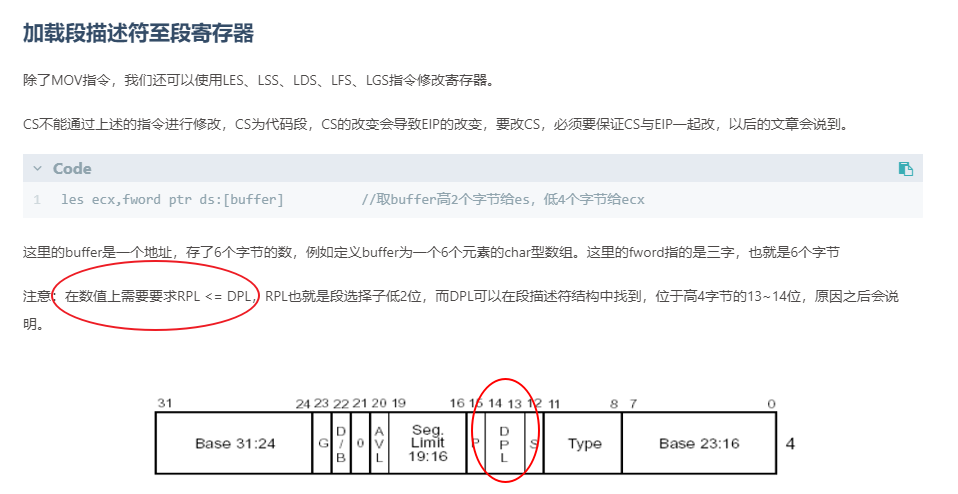 加载段描述符至段寄存器
除了MOV指令，我们还可以使用LES、LSS、LDS、LFS、LGS指令修改寄存器。
CS不能通过上述的指令进行修改，CS为代码段，CS的改变会导致EIP的改变，要改CS，必须要保证CS与EIP一起改，以后的文章会说到。
Code
1 les ecx,fword ptr ds:[buffer] //取buffer高2个字节给es，低4个字节给ecx
这里的buffer是一个地址，存了6个字节的数，例如定义buffer为一个6个元素的char型数组。这里的fword指的是三字，也就是6个字节
注意：在数值上需要要求RPL <= DPL，RPL也就是段选择子低2位，而DPL可以在段描述符结构中找到，位于高4字节的13~14位，原因之后会说
明。
31 24 23 22 21 20 19 16 15 14 13 12 11 8 7 0
Base 31:24 G D/B 0 AVL Seg. Limit 19:16 P DPL S Type Base 23:16 4